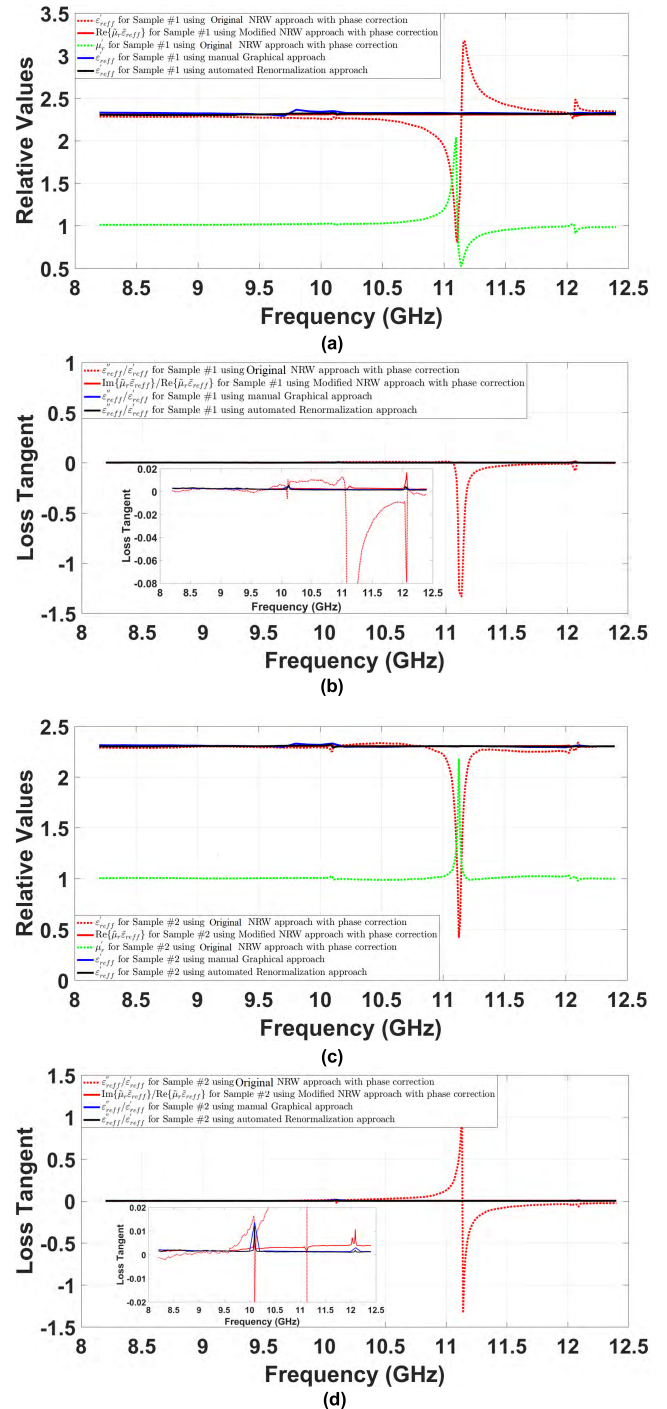 ε'reff for Sample #1 using Original NRW approach with phase correction
Re{μ̃rε̃reff} for Sample #1 using Modified NRW approach with phase correction
μ'r for Sample #1 using Original NRW approach with phase correction
ε'reff for Sample #1 using manual Graphical approach
ε'reff for Sample #1 using automated Renormalization approach
Relative Values
3.5
3
2.5
2
1.5
1
0.5
8 8.5 9 9.5 10 10.5 11 11.5 12 12.5
Frequency (GHz)
(a)
ε''reff/ε'reff for Sample #1 using Original NRW approach with phase correction
Im{μ̃rε̃reff}/Re{μ̃rε̃reff} for Sample #1 using Modified NRW approach with phase correction
ε''reff/ε'reff for Sample #1 using manual Graphical approach
ε''reff/ε'reff for Sample #1 using automated Renormalization approach
Loss Tangent
1
0.5
0
-0.5
-1
-1.5
Loss Tangent
0.02
0
-0.02
-0.04
-0.06
-0.08
8 8.5 9 9.5 10 10.5 11 11.5 12 12.5
Frequency (GHz)
8 8.5 9 9.5 10 10.5 11 11.5 12 12.5
Frequency (GHz)
(b)
Relative Values
2.5
2
1.5
1
0.5
0
ε'reff for Sample #2 using Original NRW approach with phase correction
Re{μ̃rε̃reff} for Sample #2 using Modified NRW approach with phase correction
μ'r for Sample #2 using Original NRW approach with phase correction
ε'reff for Sample #2 using manual Graphical approach
ε'reff for Sample #2 using automated Renormalization approach
8 8.5 9 9.5 10 10.5 11 11.5 12 12.5
Frequency (GHz)
(c)
ε''reff/ε'reff for Sample #2 using Original NRW approach with phase correction
Im{μ̃rε̃reff}/Re{μ̃rε̃reff} for Sample #2 using Modified NRW approach with phase correction
ε''reff/ε'reff for Sample #2 using manual Graphical approach
ε''reff/ε'reff for Sample #2 using automated Renormalization approach
Loss Tangent
1.5
1
0.5
0
-0.5
-1
-1.5
Loss Tangent
0.02
0.01
0
-0.01
-0.02
8 8.5 9 9.5 10 10.5 11 11.5 12 12.5
Frequency (GHz)
8 8.5 9 9.5 10 10.5 11 11.5 12 12.5
Frequency (GHz)
(d)